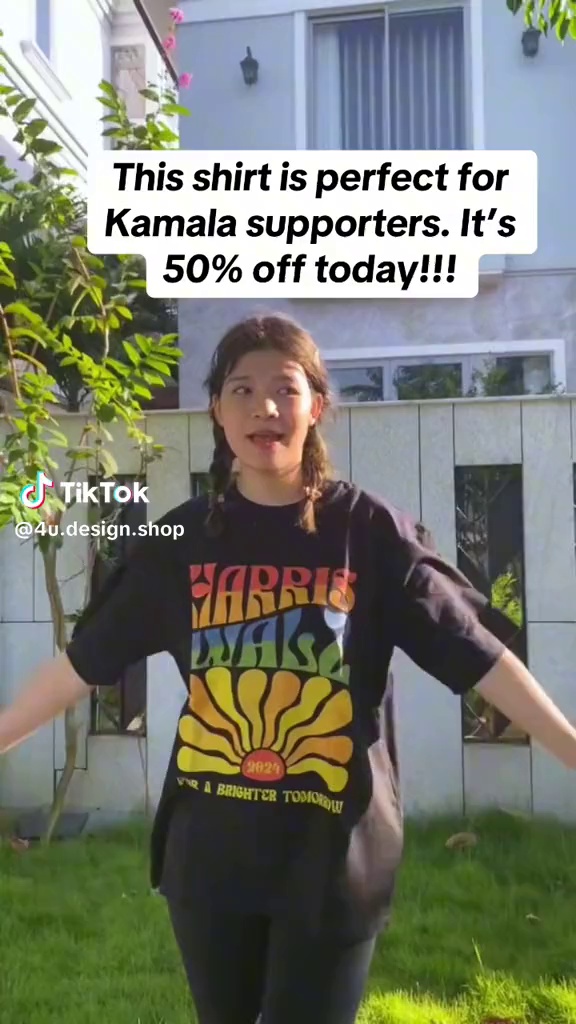 This shirt is perfect for
Kamala supporters. It's
50% off today!!!
TikTok
@4u.design.shop
HARRIS
WALZ
2024
FOR A BRIGHTER TOMORROW